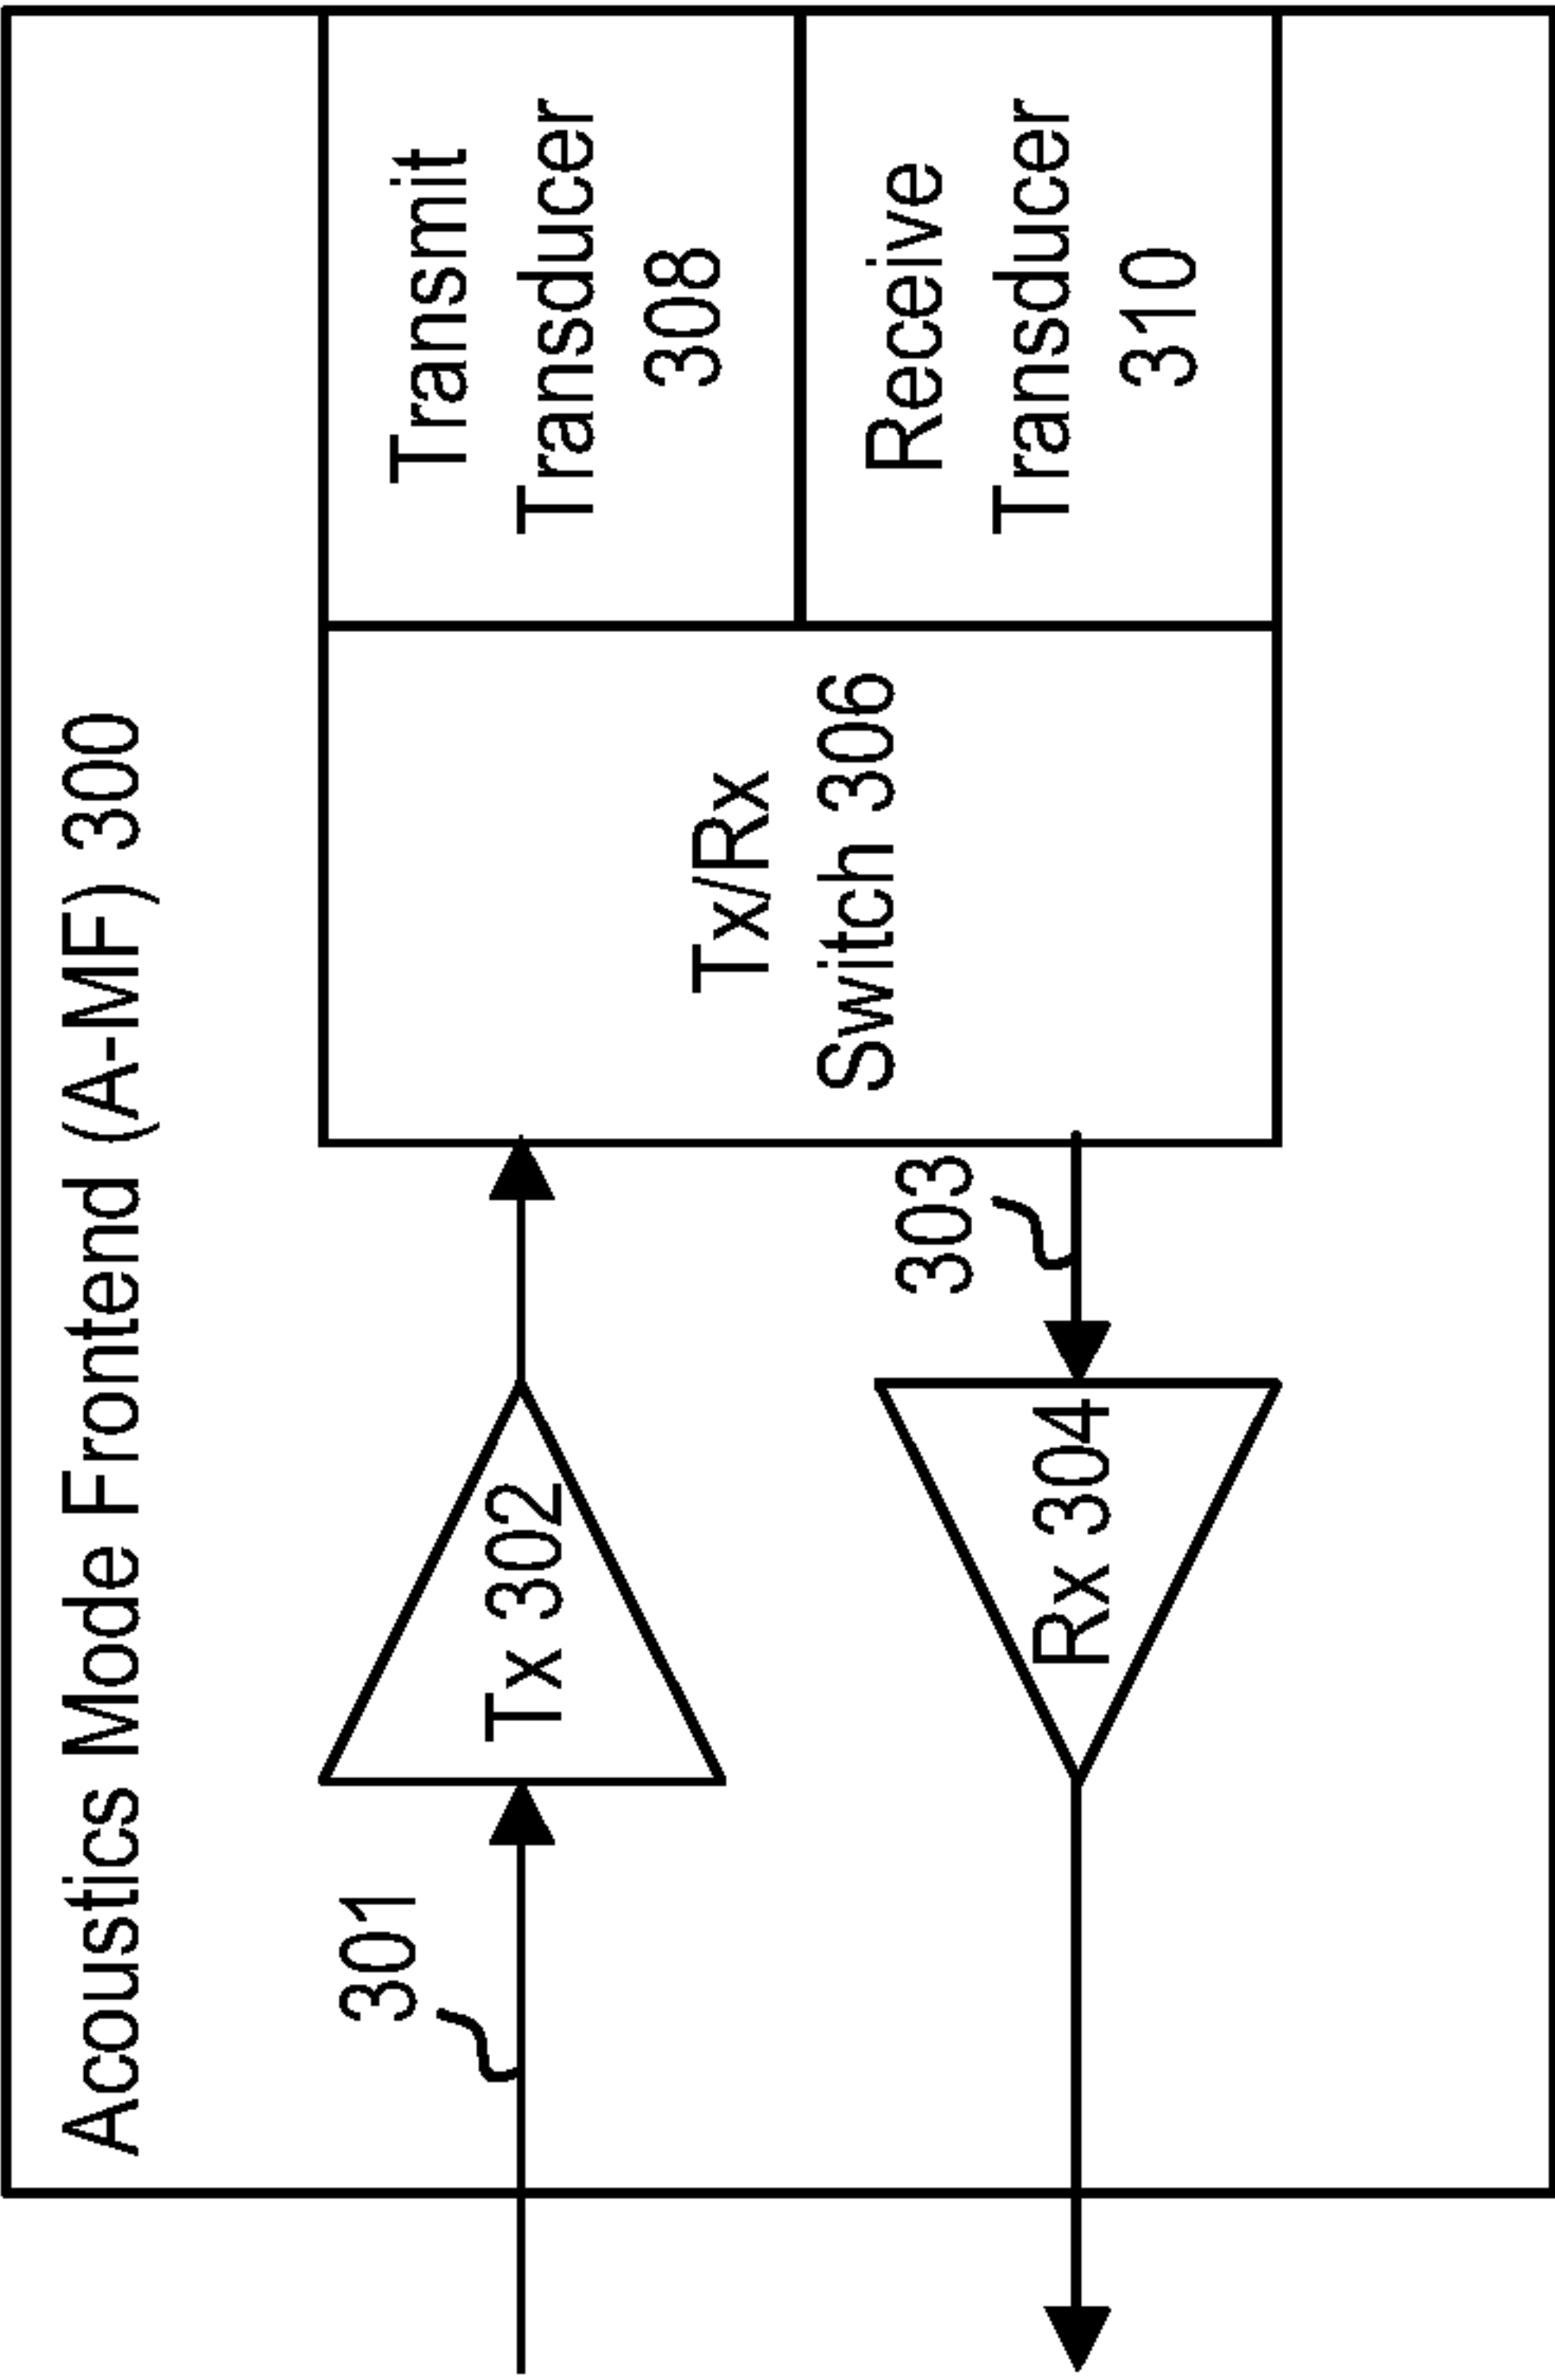 Acoustics Mode Frontend (A-MF) 300
301
Tx 302
Tx/Rx
Switch 306
Transmit
Transducer
308
Receive
Transducer
310
303
Rx 304